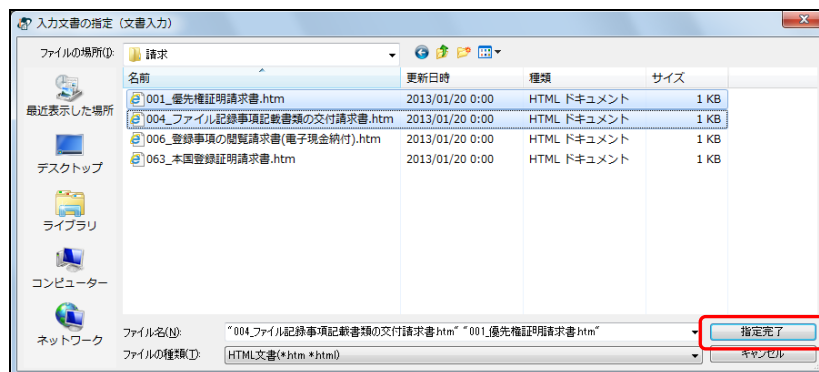 入力文書の指定（文書入力）
ファイルの場所(I):
請求
名前 更新日時 種類 サイズ
001_優先権証明請求書.htm 2013/01/20 0:00 HTML ドキュメント 1 KB
004_ファイル記録事項記載書類の交付請求書.htm 2013/01/20 0:00 HTML ドキュメント 1 KB
006_登録事項の閲覧請求書(電子現金納付).htm 2013/01/20 0:00 HTML ドキュメント 1 KB
063_本国登録証明請求書.htm 2013/01/20 0:00 HTML ドキュメント 1 KB
最近表示した場所
デスクトップ
ライブラリ
コンピューター
ネットワーク
ファイル名(N): "004_ファイル記録事項記載書類の交付請求書.htm" "001_優先権証明請求書.htm" 指定完了
ファイルの種類(T): HTML文書(*.htm *.html) キャンセル